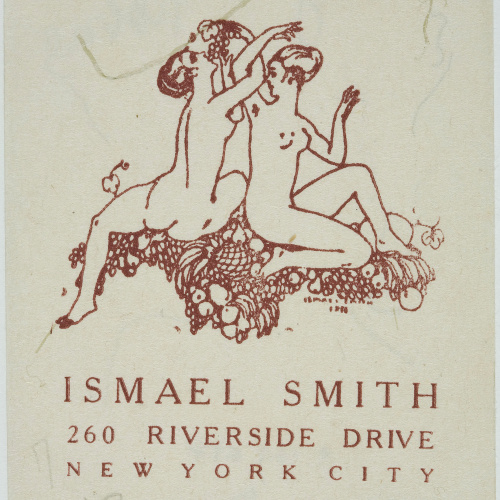 ISMAEL SMITH
260 RIVERSIDE DRIVE
NEW YORK CITY